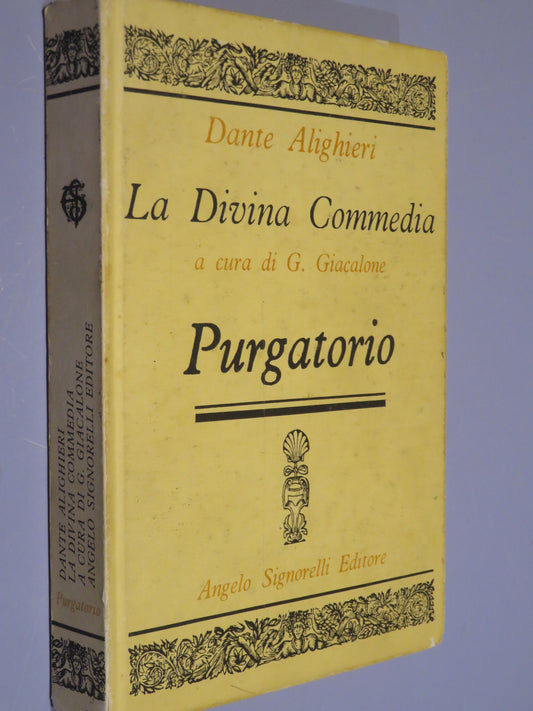 Dante Alighieri
La Divina Commedia
a cura di G. Giacalone
Purgatorio
Angelo Signorelli Editore
DANTE ALIGHIERI
LA DIVINA COMMEDIA
A CURA DI G. GIACALONE
ANGELO SIGNORELLI EDITORE
Purgatorio